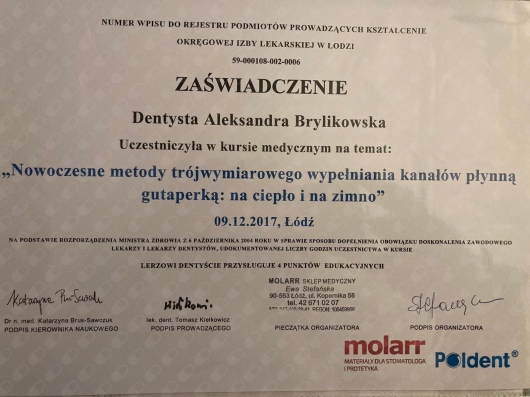 NUMER WPISU DO REJESTRU PODMIOTÓW PROWADZĄCYCH KSZTAŁCENIE
OKRĘGOWEJ IZBY LEKARSKIEJ W ŁODZI
59-000108-002-0006
ZAŚWIADCZENIE
Dentysta Aleksandra Brylikowska
Uczestniczyła w kursie medycznym na temat:
„Nowoczesne metody trójwymiarowego wypełniania kanałów płynną
gutaperką: na ciepło i na zimno”
09.12.2017, Łódź
NA PODSTAWIE ROZPORZĄDZENIA MINISTRA ZDROWIA Z 6 PAŹDZIERNIKA 2004 ROKU W SPRAWIE SPOSOBU DOPEŁNIENIA OBOWIĄZKU DOSKONALENIA ZAWODOWEGO
LEKARZY I LEKARZY DENTYSTÓW, UDOKUMENTOWANEJ LICZBY GODZIN UCZESTNICTWA W KURSIE
LERZOWI DENTYŚCIE PRZYSŁUGUJE 4 PUNKTÓW EDUKACYJNYCH
MOLARR SKLEP MEDYCZNY
Ewa Stefańska
90-553 Łódź, ul. Kopernika 55
tel. 42 671 02 07
Dr n. med. Katarzyna Brus-Sawczuk
PODPIS KIEROWNIKA NAUKOWEGO
lek. dent. Tomasz Kiełkowicz
PODPIS PROWADZĄCEGO
PIECZĄTKA ORGANIZATORA
PODPIS ORGANIZATORA
molarr
MATERIAŁY DLA STOMATOLOGA
I PROTETYKA
Poldent®